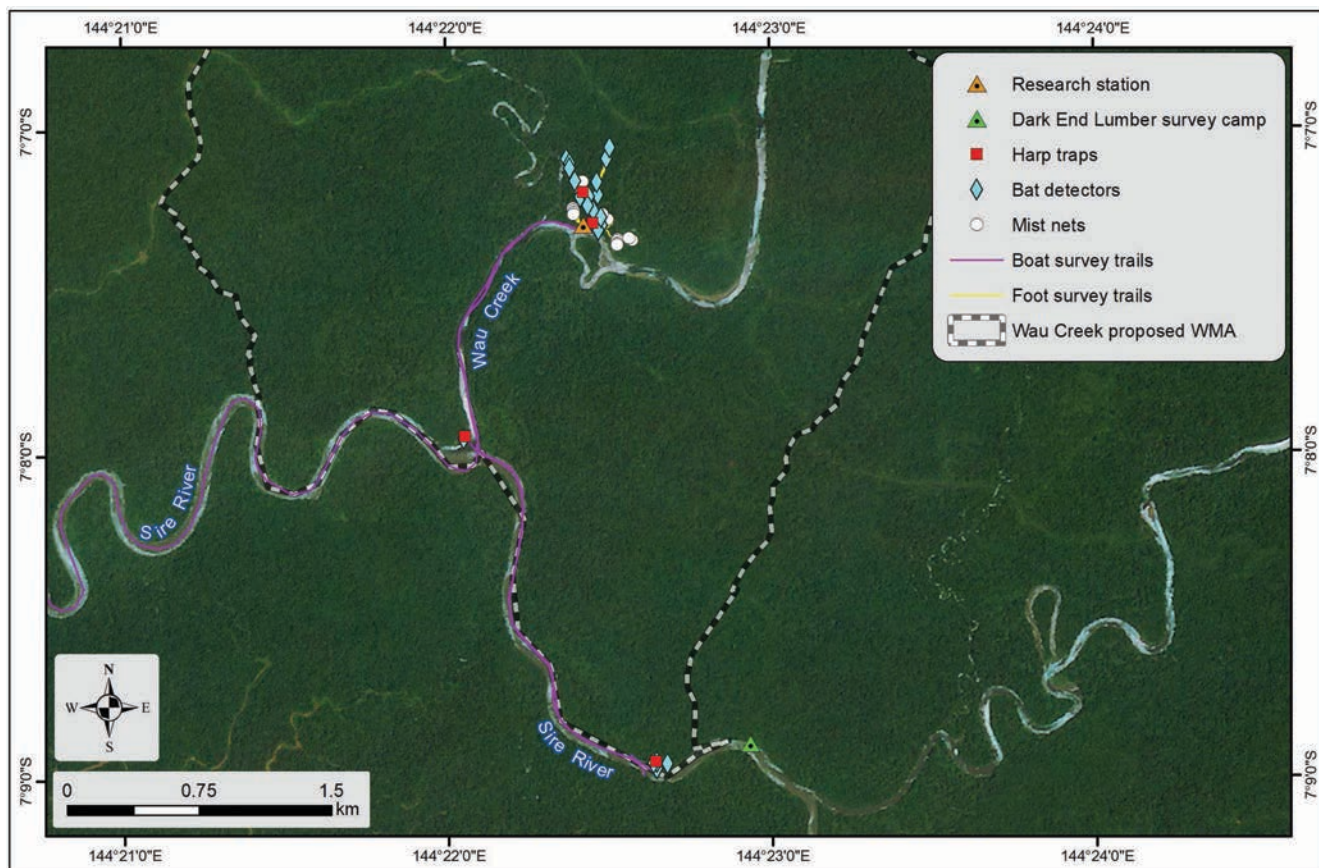 144°21'0"E 144°22'0"E 144°23'0"E 144°24'0"E
Research station
Dark End Lumber survey camp
Harp traps
Bat detectors
Mist nets
Boat survey trails
Foot survey trails
Wau Creek proposed WMA
7°7'0"S 7°7'0"S
Wau Creek
7°8'0"S 7°8'0"S
Sire River
Sire River
N
W E
S
7°9'0"S 7°9'0"S
0 0.75 1.5
km
144°21'0"E 144°22'0"E 144°23'0"E 144°24'0"E